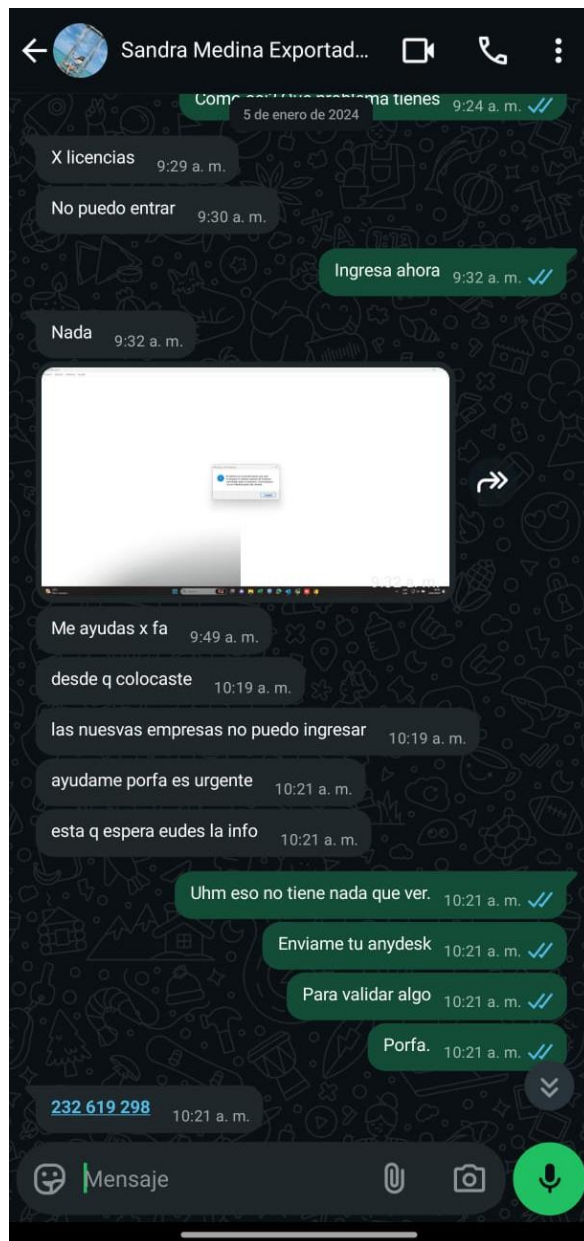 Sandra Medina Exportad...
tienes 9:24 a. m.
5 de enero de 2024
X licencias 9:29 a. m.
No puedo entrar 9:30 a. m.
Ingresa ahora 9:32 a. m.
Nada 9:32 a. m.
9:32 a. m.
Me ayudas x fa 9:49 a. m.
desde q colocaste 10:19 a. m.
las nuesvas empresas no puedo ingresar 10:19 a. m.
ayudame porfa es urgente 10:21 a. m.
esta q espera eudes la info 10:21 a. m.
Uhm eso no tiene nada que ver. 10:21 a. m.
Enviame tu anydesk 10:21 a. m.
Para validar algo 10:21 a. m.
Porfa. 10:21 a. m.
232 619 298 10:21 a. m.
Mensaje